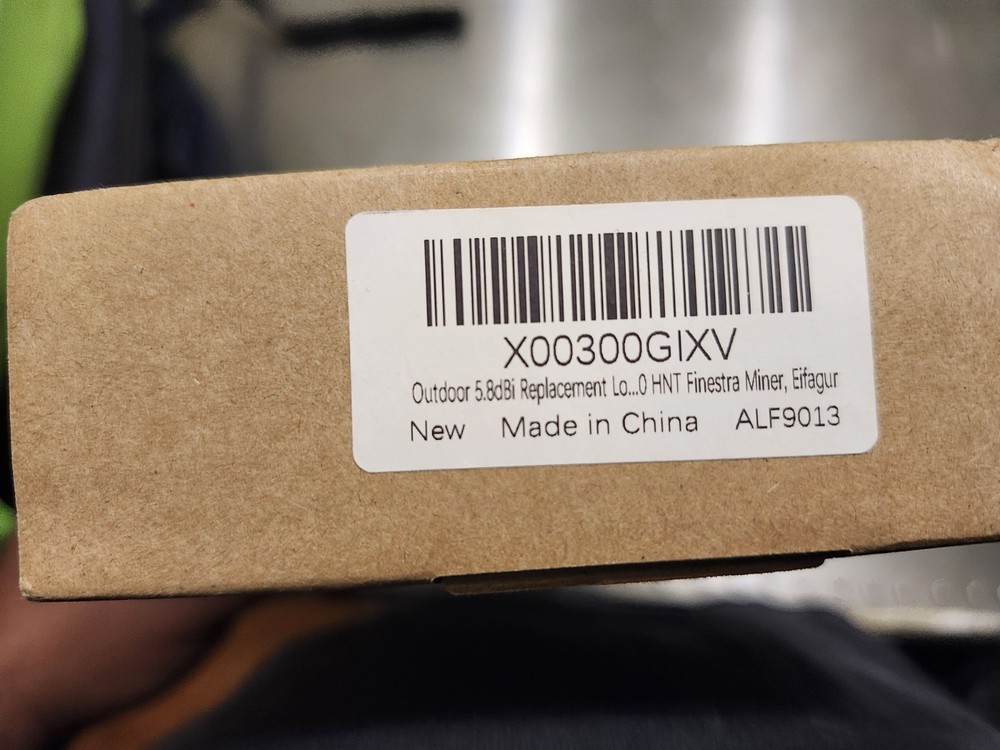 X00300GIXV
Outdoor 5.8dBi Replacement Lo...0 HNT Finestra Miner, Eifagur
New Made in China ALF9013